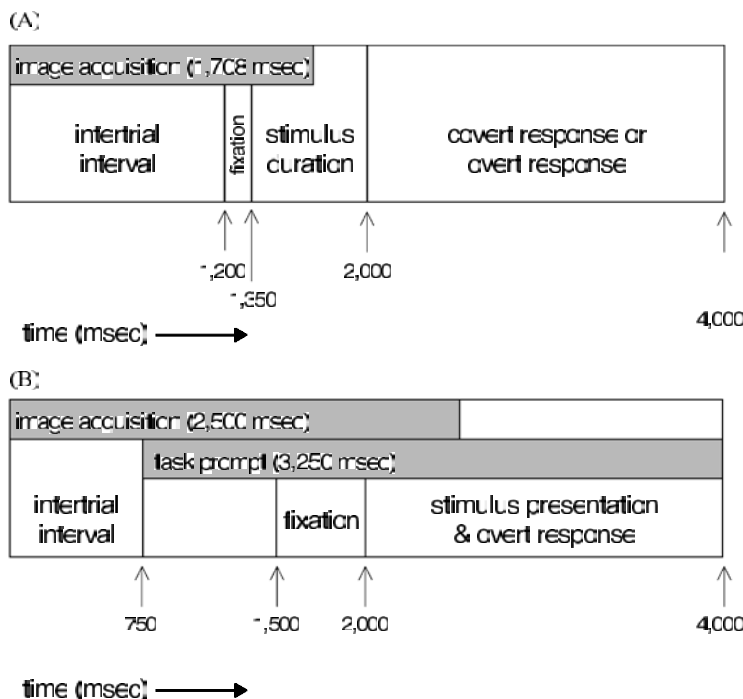 (A)
image acquisition (1,708 msec)
intertrial
interval
fixation
stimulus
duration
covert response or
overt response
1,200
1,350
2,000
4,000
time (msec)
(B)
image acquisition (2,500 msec)
task prompt (3,250 msec)
intertrial
interval
fixation
stimulus presentation
& overt response
750
1,500
2,000
4,000
time (msec)